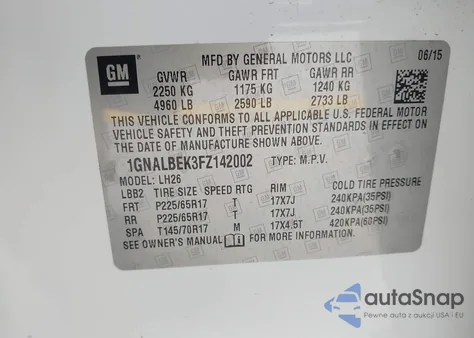 GM
MFD BY GENERAL MOTORS LLC 06/15
GVWR GAWR FRT GAWR RR
2250 KG 1175 KG 1240 KG
4960 LB 2590 LB 2733 LB
THIS VEHICLE CONFORMS TO ALL APPLICABLE U.S. FEDERAL MOTOR
VEHICLE SAFETY AND THEFT PREVENTION STANDARDS IN EFFECT ON
THE DATE OF MANUFACTURE SHOWN ABOVE.
1GNALBEK3FZ142002 TYPE: M.P.V.
MODEL: LH26
LBB2 TIRE SIZE SPEED RTG RIM COLD TIRE PRESSURE
FRT P225/65R17 T 17X7J 240KPA(35PSI)
RR P225/65R17 T 17X7J 240KPA(35PSI)
SPA T145/70R17 M 17X4.5T 420KPA(60PSI)
SEE OWNER'S MANUAL FOR MORE INFORMATION.
autoSnap
Pewne auta z aukcji USA i EU